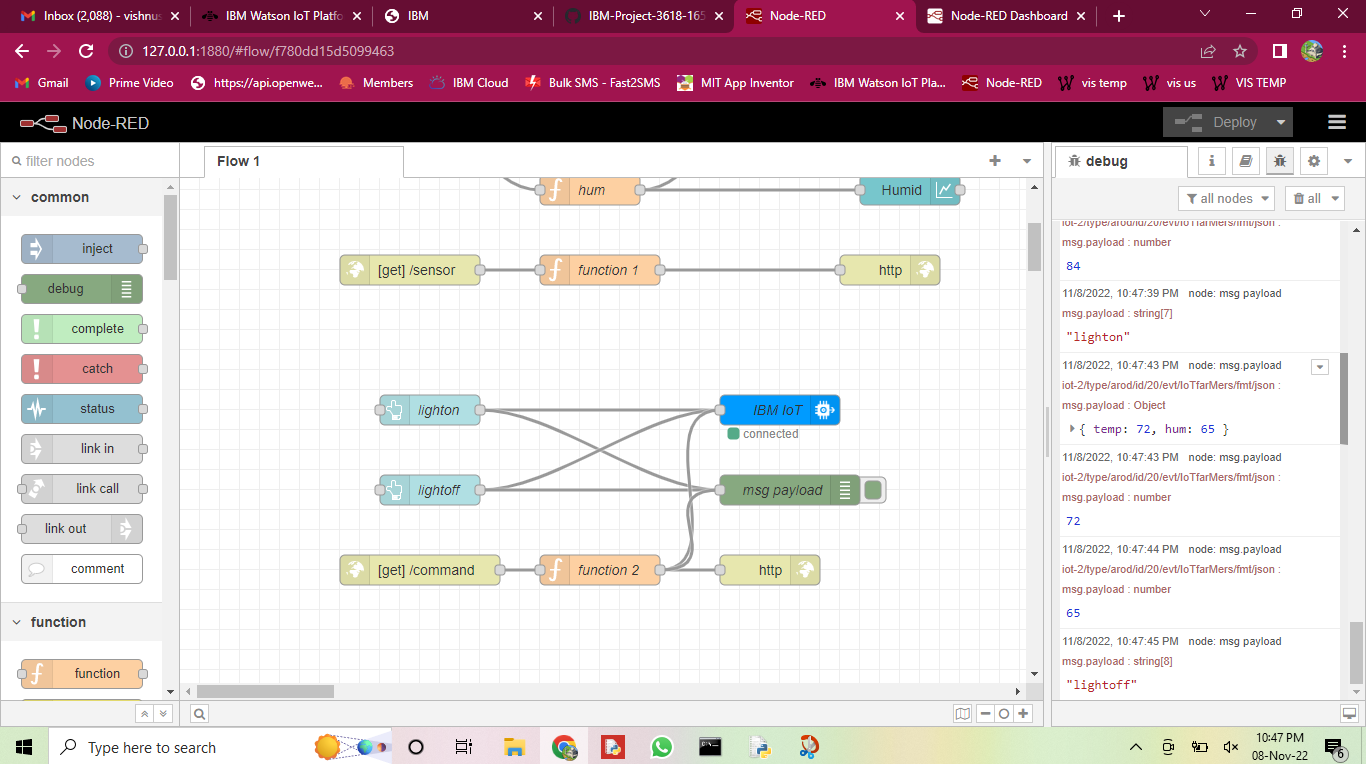 Inbox (2,088) - vishnus
IBM Watson IoT Platfo
IBM
IBM-Project-3618-165
Node-RED
Node-RED Dashboard
127.0.0.1:1880/#flow/f780dd15d5099463
Gmail
Prime Video
https://api.openwe...
Members
IBM Cloud
Bulk SMS - Fast2SMS
MIT App Inventor
IBM Watson IoT Pla...
Node-RED
vis temp
vis us
VIS TEMP
Node-RED
Deploy
filter nodes
Flow 1
debug
i
common
all nodes
all
inject
debug
complete
catch
status
link in
link call
link out
comment
function
function
hum
Humid
[get] /sensor
function 1
http
lighton
IBM IoT
connected
lightoff
msg payload
[get] /command
function 2
http
iot-2/type/arod/id/20/evt/IoTfarMers/fmt/json :
msg.payload : number
84
11/8/2022, 10:47:39 PM node: msg payload
msg.payload : string[7]
"lighton"
11/8/2022, 10:47:43 PM node: msg.payload
iot-2/type/arod/id/20/evt/IoTfarMers/fmt/json :
msg.payload : Object
{ temp: 72, hum: 65 }
11/8/2022, 10:47:43 PM node: msg payload
iot-2/type/arod/id/20/evt/IoTfarMers/fmt/json :
msg.payload : number
72
11/8/2022, 10:47:44 PM node: msg payload
iot-2/type/arod/id/20/evt/IoTfarMers/fmt/json :
msg.payload : number
65
11/8/2022, 10:47:45 PM node: msg payload
msg.payload : string[8]
"lightoff"
Type here to search
10:47 PM
08-Nov-22
6